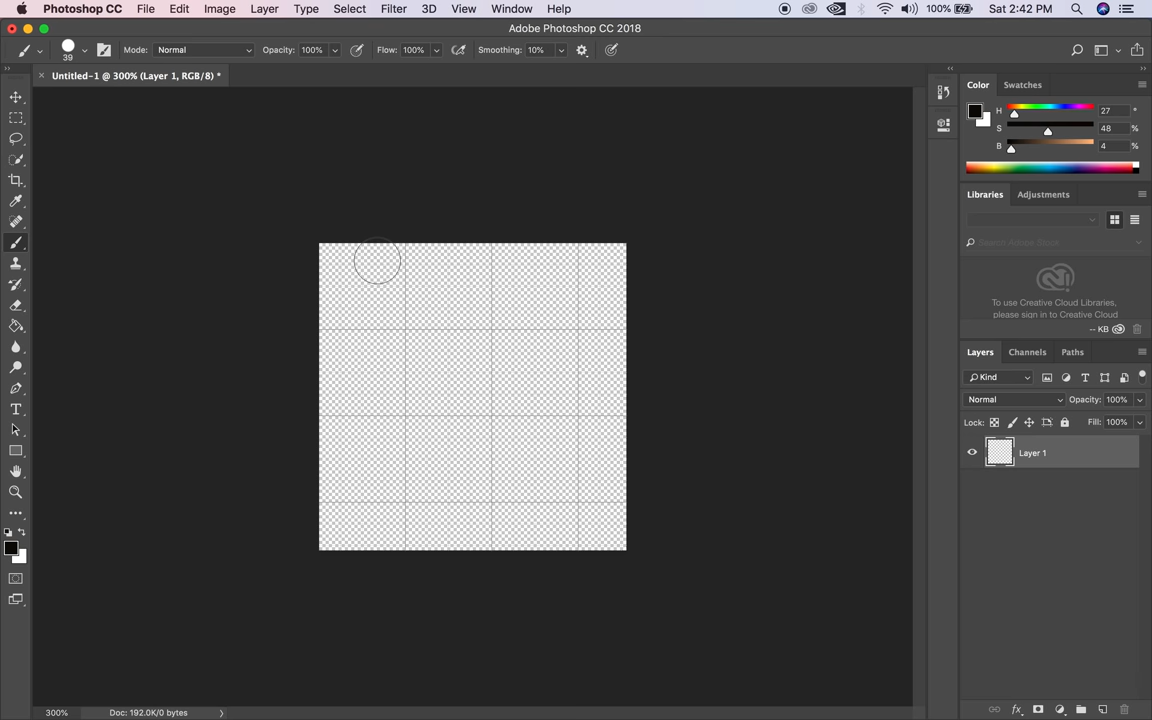 Photoshop CC File Edit Image Layer Type Select Filter 3D View Window Help 100% Sat 2:42 PM
Adobe Photoshop CC 2018
39 Mode: Normal Opacity: 100% Flow: 100% Smoothing: 10%
× Untitled-1 @ 300% (Layer 1, RGB/8) *
Color Swatches
H 27 °
S 48 %
B 4 %
Libraries Adjustments
Search Adobe Stock
To use Creative Cloud Libraries,
please sign in to Creative Cloud
-- KB
Layers Channels Paths
Kind
Normal Opacity: 100%
Lock: Fill: 100%
Layer 1
300% Doc: 192.0K/0 bytes